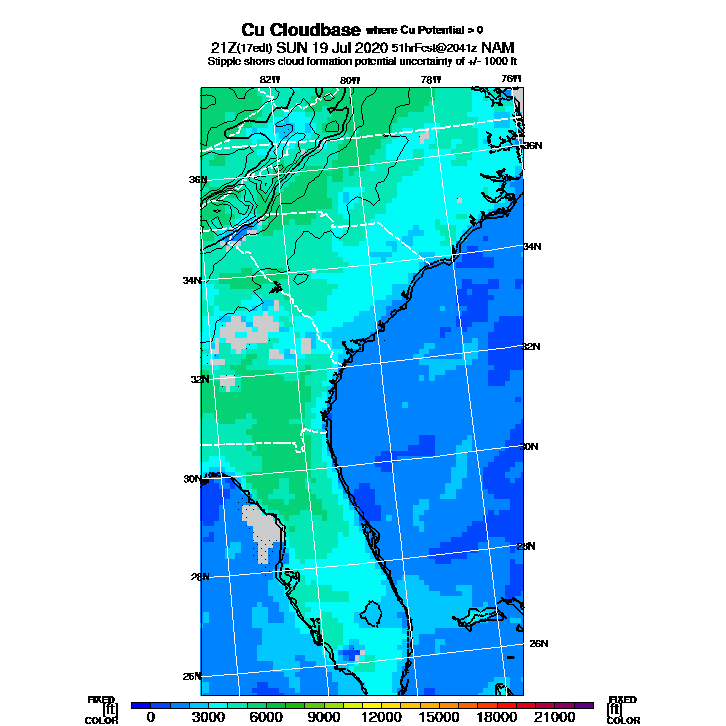 Cu Cloudbase where Cu Potential > 0
21Z(17edt) SUN 19 Jul 2020 51hrFcst@2041z NAM
Stipple shows cloud formation potential uncertainty of +/- 1000 ft
82W 80W 78W 76W
36N
36N
34N
34N
32N
32N
30N
30N
28N
28N
26N
26N
FIXED FIXED
[ft] [ft]
COLOR COLOR
0 3000 6000 9000 12000 15000 18000 21000